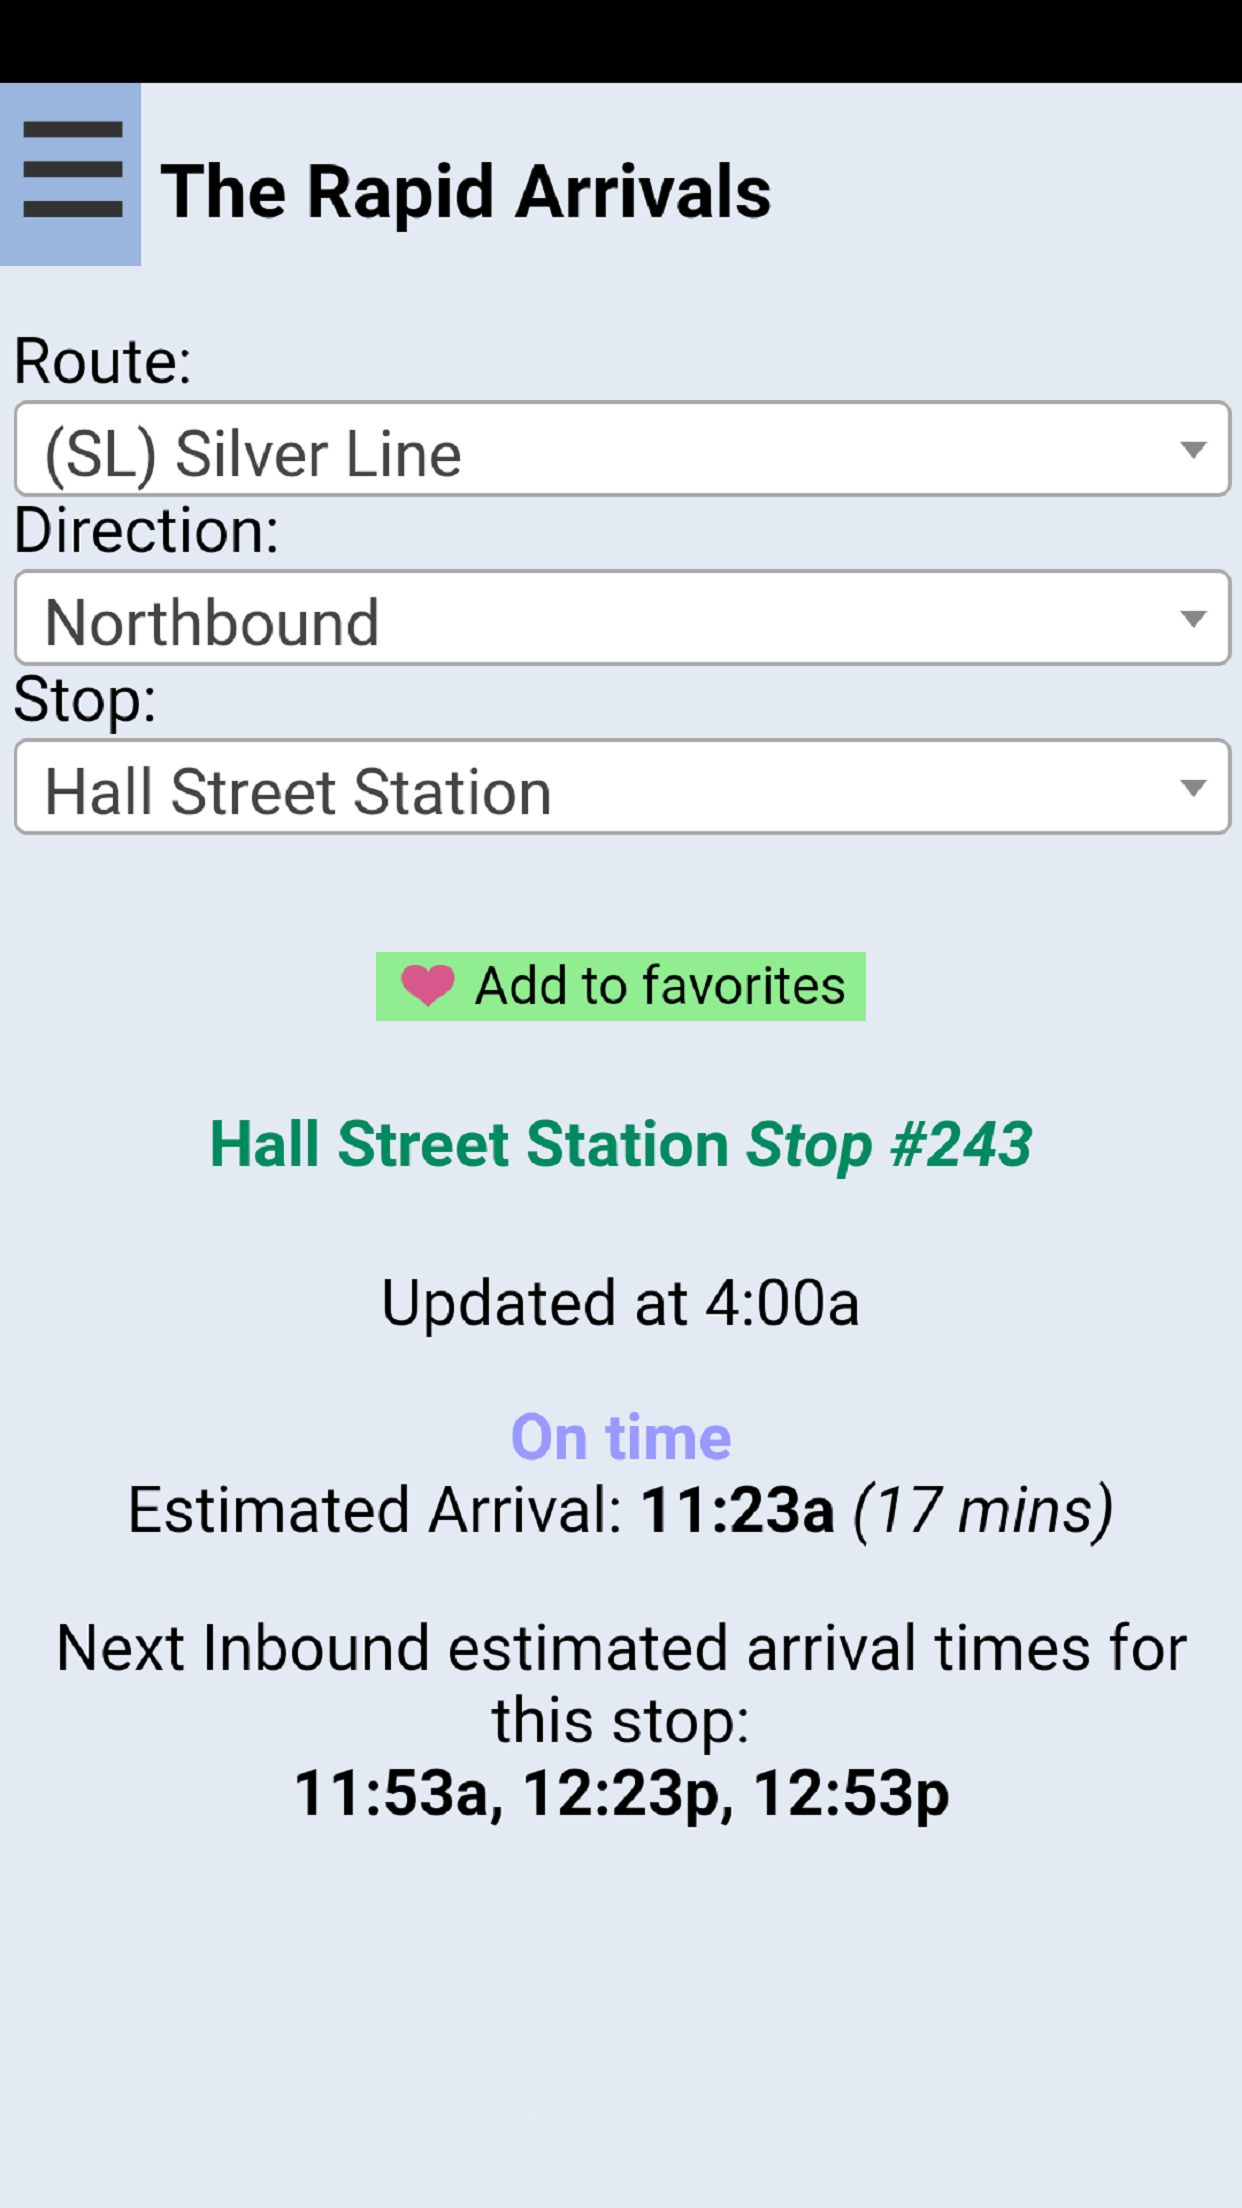 The Rapid Arrivals
Route:
(SL) Silver Line
Direction:
Northbound
Stop:
Hall Street Station
Add to favorites
Hall Street Station Stop #243
Updated at 4:00a
On time
Estimated Arrival: 11:23a (17 mins)
Next Inbound estimated arrival times for
this stop:
11:53a, 12:23p, 12:53p